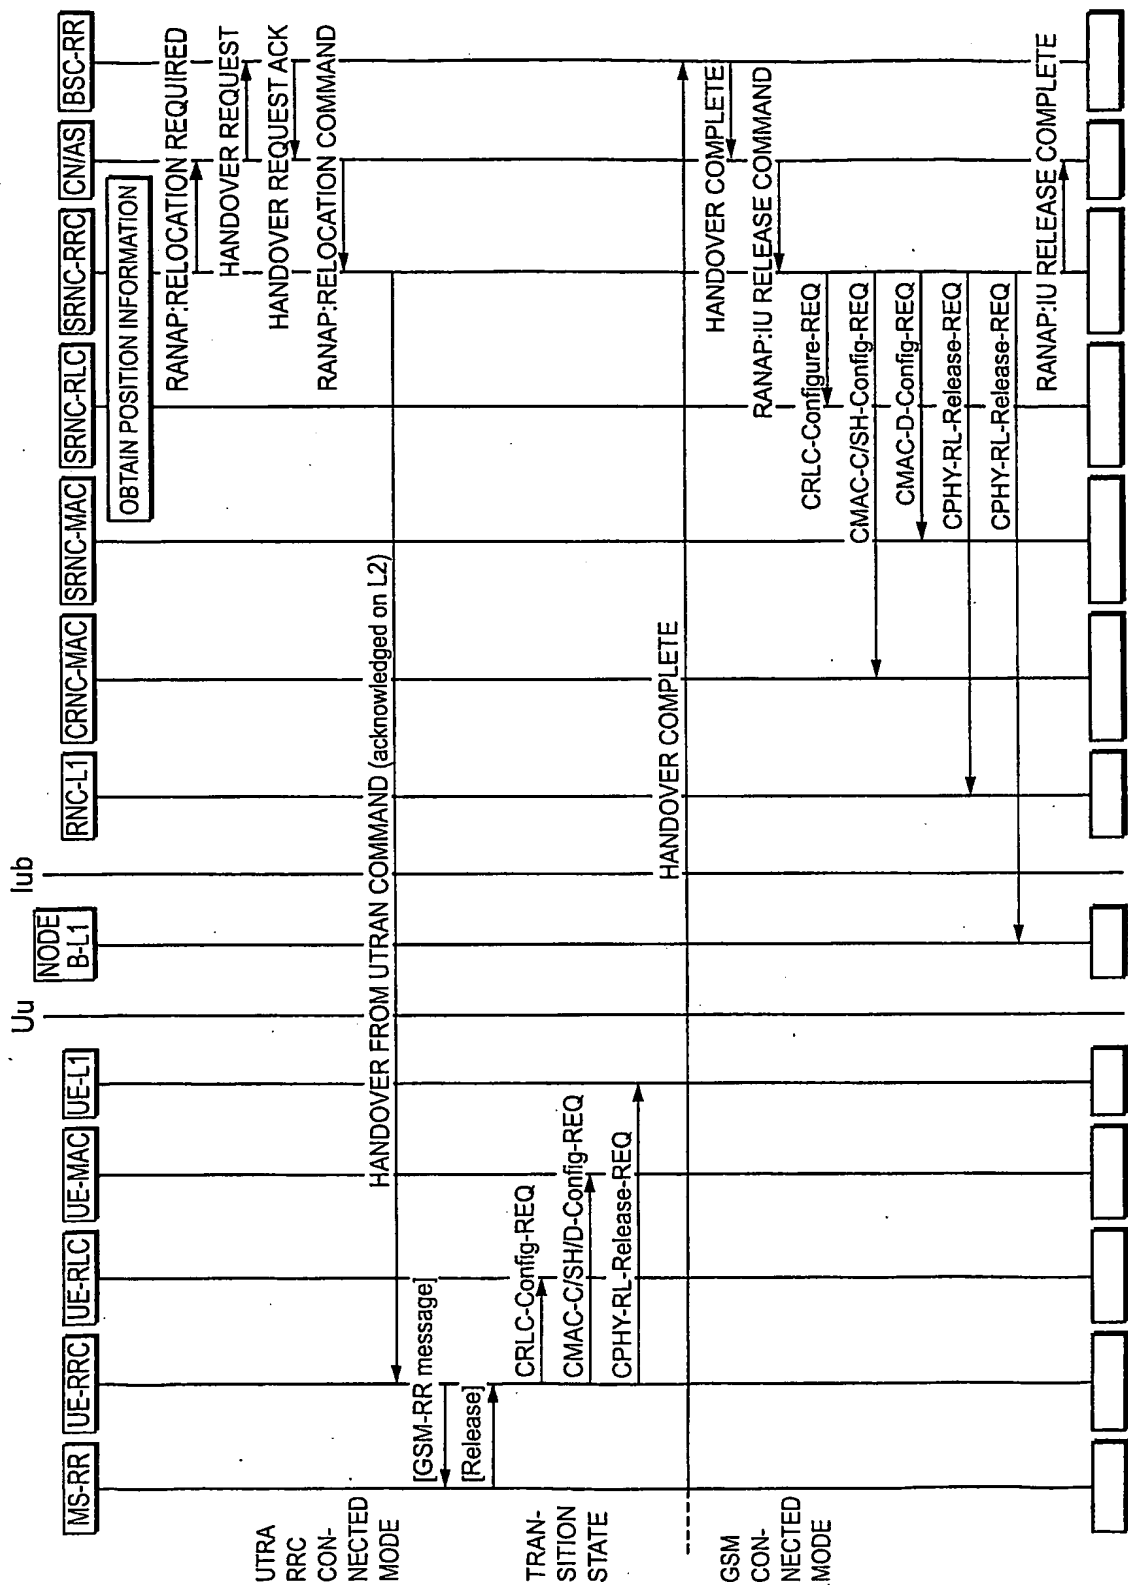 Uu
Iub
MS-RR
UE-RRC
UE-RLC
UE-MAC
UE-L1
NODE
B-L1
RNC-L1
CRNC-MAC
SRNC-MAC
SRNC-RLC
SRNC-RRC
CN/AS
BSC-RR
OBTAIN POSITION INFORMATION
RANAP:RELOCATION REQUIRED
HANDOVER REQUEST
HANDOVER REQUEST ACK
RANAP:RELOCATION COMMAND
UTRA
RRC
CON-
NECTED
MODE
HANDOVER FROM UTRAN COMMAND (acknowledged on L2)
[GSM-RR message]
[Release]
TRAN-
SITION
STATE
CRLC-Config-REQ
CMAC-C/SH/D-Config-REQ
CPHY-RL-Release-REQ
HANDOVER COMPLETE
GSM
CON-
NECTED
MODE
HANDOVER COMPLETE
RANAP:IU RELEASE COMMAND
CRLC-Configure-REQ
CMAC-C/SH-Config-REQ
CMAC-D-Config-REQ
CPHY-RL-Release-REQ
CPHY-RL-Release-REQ
RANAP:IU RELEASE COMPLETE